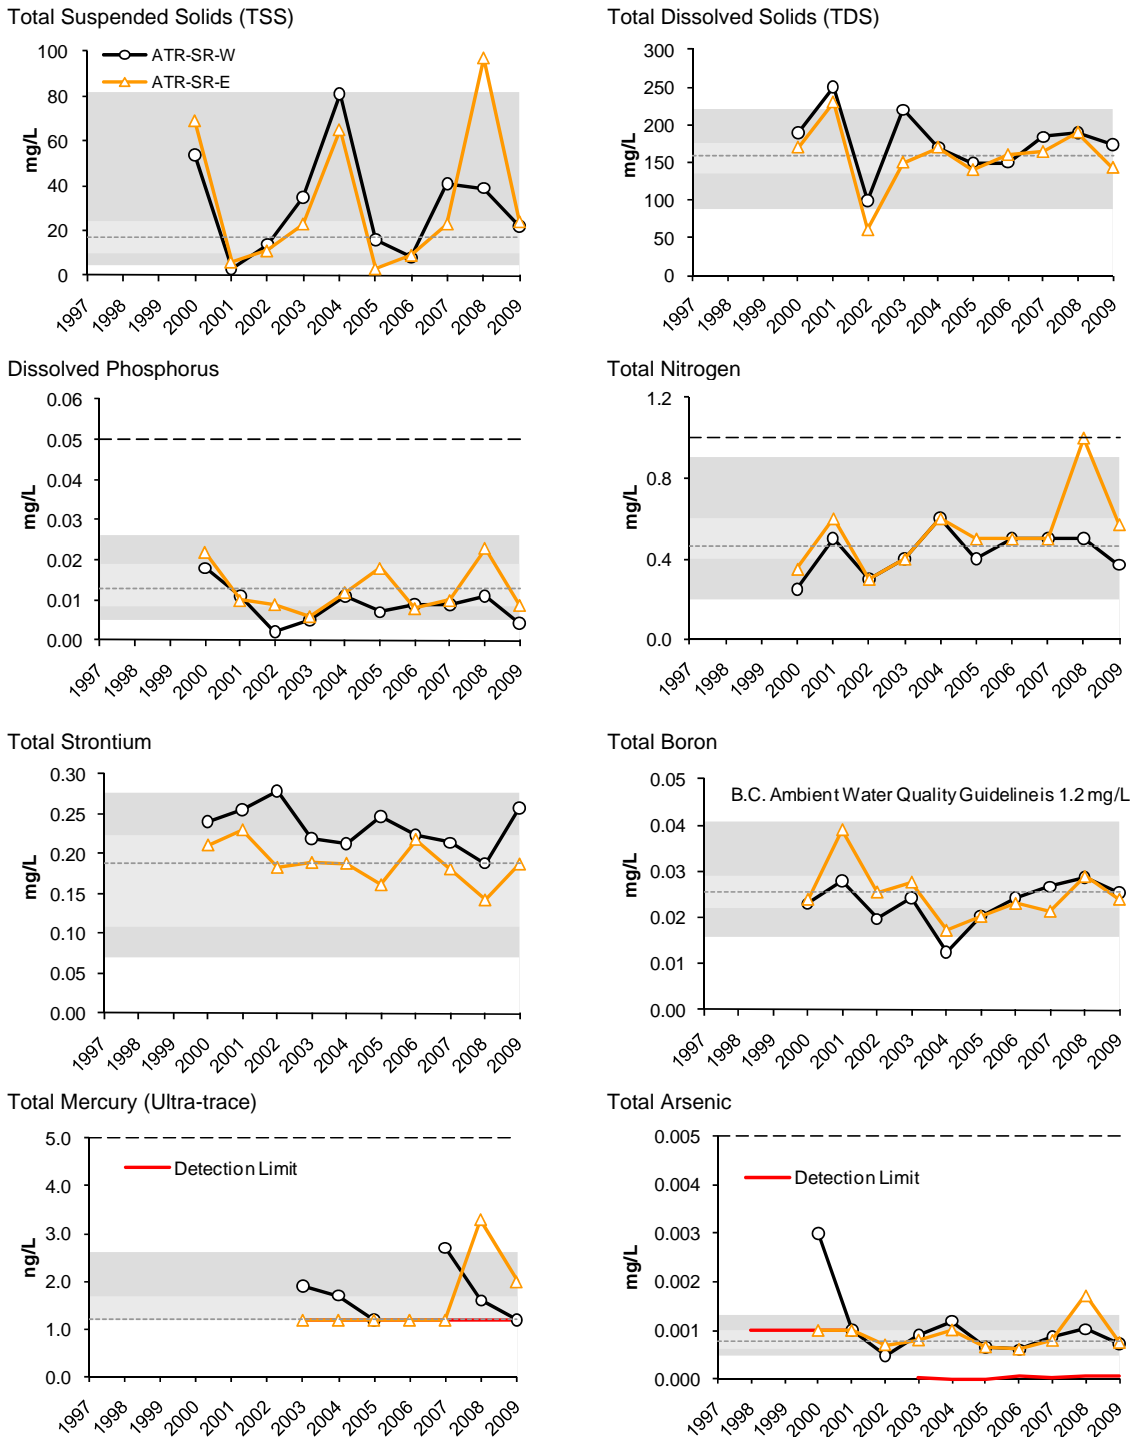 Total Suspended Solids (TSS)
mg/L
100
80
60
40
20
0
ATR-SR-W
ATR-SR-E
1997 1998 1999 2000 2001 2002 2003 2004 2005 2006 2007 2008 2009
Total Dissolved Solids (TDS)
mg/L
300
250
200
150
100
50
0
1997 1998 1999 2000 2001 2002 2003 2004 2005 2006 2007 2008 2009
Dissolved Phosphorus
mg/L
0.06
0.05
0.04
0.03
0.02
0.01
0.00
1997 1998 1999 2000 2001 2002 2003 2004 2005 2006 2007 2008 2009
Total Nitrogen
mg/L
1.2
0.8
0.4
0.0
1997 1998 1999 2000 2001 2002 2003 2004 2005 2006 2007 2008 2009
Total Strontium
mg/L
0.30
0.25
0.20
0.15
0.10
0.05
0.00
1997 1998 1999 2000 2001 2002 2003 2004 2005 2006 2007 2008 2009
Total Boron
mg/L
0.05
0.04
0.03
0.02
0.01
0.00
B.C. Ambient Water Quality Guideline is 1.2 mg/L
1997 1998 1999 2000 2001 2002 2003 2004 2005 2006 2007 2008 2009
Total Mercury (Ultra-trace)
ng/L
5.0
4.0
3.0
2.0
1.0
0.0
Detection Limit
1997 1998 1999 2000 2001 2002 2003 2004 2005 2006 2007 2008 2009
Total Arsenic
mg/L
0.005
0.004
0.003
0.002
0.001
0.000
Detection Limit
1997 1998 1999 2000 2001 2002 2003 2004 2005 2006 2007 2008 2009